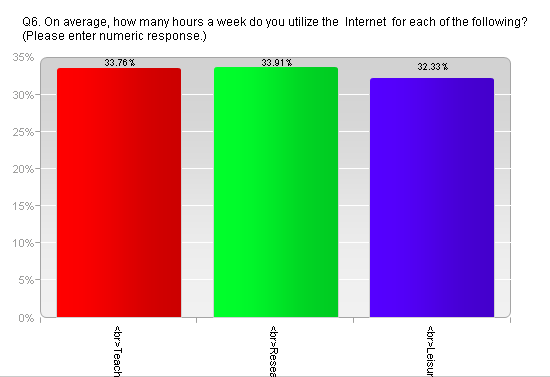 Q6. On average, how many hours a week do you utilize the Internet for each of the following?
(Please enter numeric response.)
35%
33.76%
33.91%
32.33%
30%
25%
20%
15%
10%
5%
0%
<br>Teach
<br>Resea
<br>Leisur